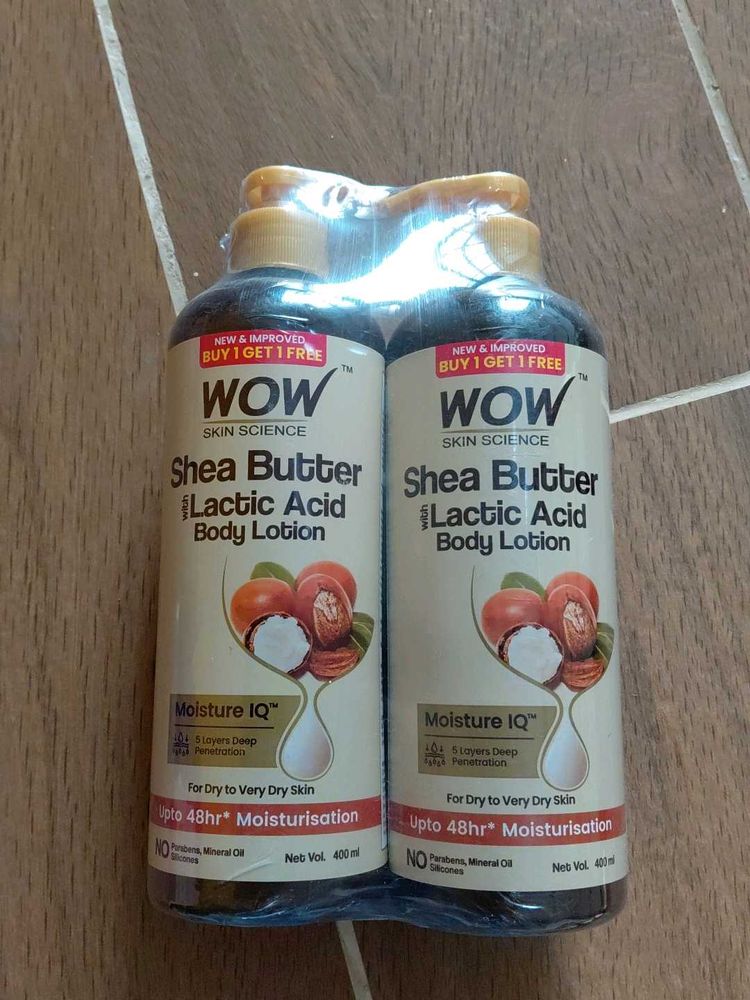 NEW & IMPROVED
BUY 1 GET 1 FREE
WOW™
SKIN SCIENCE
Shea Butter
with Lactic Acid
Body Lotion
Moisture IQ™
5 Layers Deep
Penetration
For Dry to Very Dry Skin
Upto 48hr* Moisturisation
NO Parabens, Mineral Oil
Silicones
Net Vol. 400 ml
NEW & IMPROVED
BUY 1 GET 1 FREE
WOW™
SKIN SCIENCE
Shea Butter
with Lactic Acid
Body Lotion
Moisture IQ™
5 Layers Deep
Penetration
For Dry to Very Dry Skin
Upto 48hr* Moisturisation
NO Parabens, Mineral Oil
Silicones
Net Vol. 400 ml